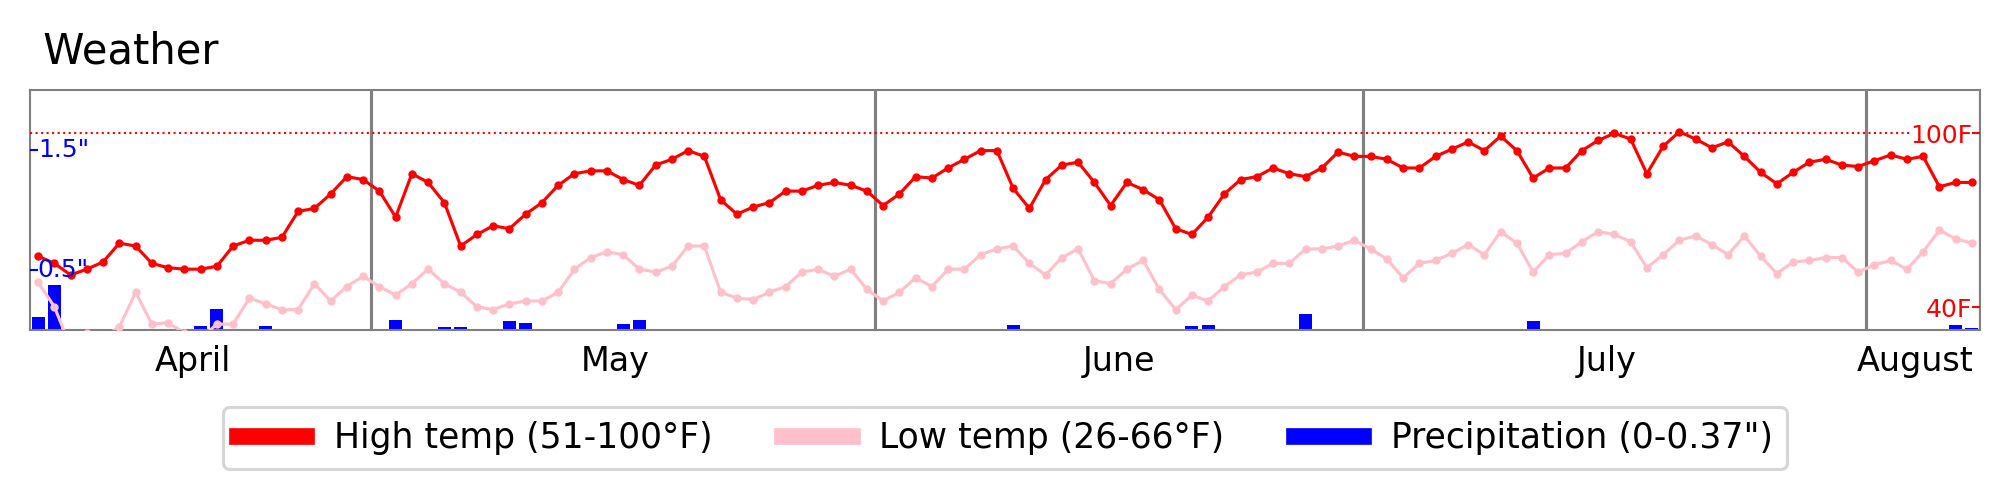 Weather
1.5"
100F
0.5"
40F
April May June July August
High temp (51-100°F) Low temp (26-66°F) Precipitation (0-0.37")